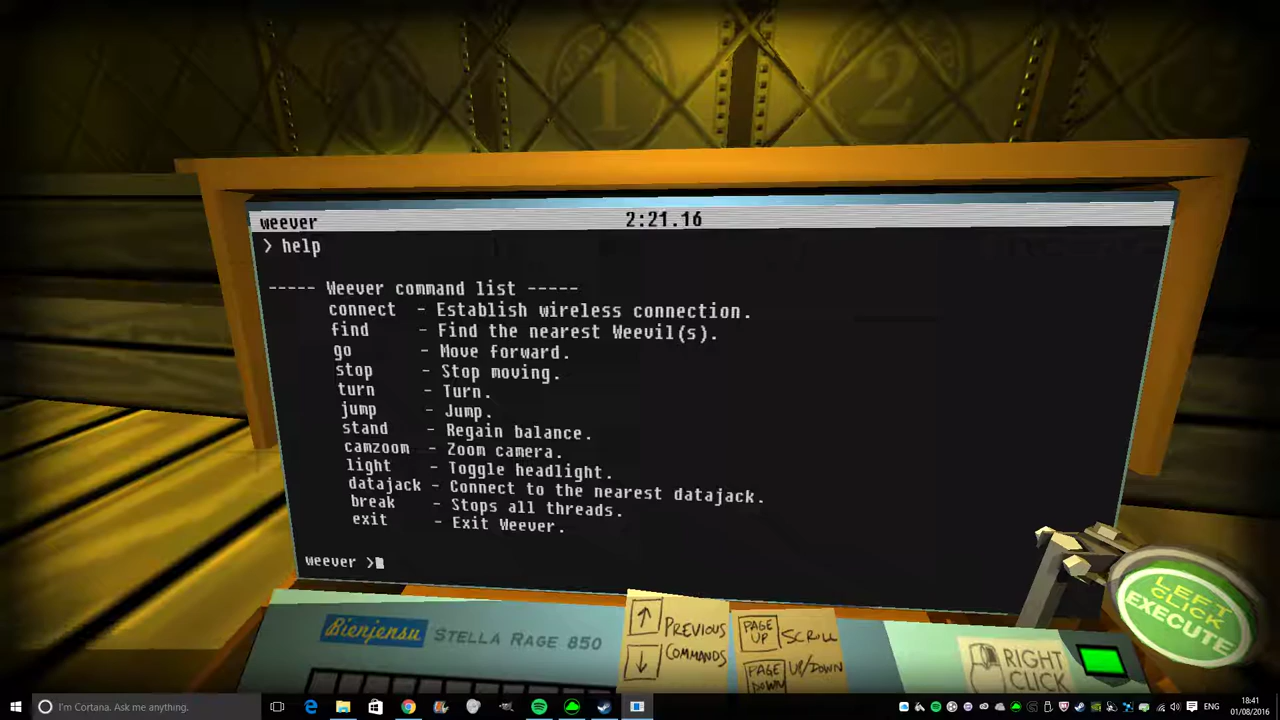 0
1
2
weever 2:21.16
> help
----- Weever command list -----
connect - Establish wireless connection.
find - Find the nearest Weevil(s).
go - Move forward.
stop - Stop moving.
turn - Turn.
jump - Jump.
stand - Regain balance.
camzoom - Zoom camera.
light - Toggle headlight.
datajack - Connect to the nearest datajack.
break - Stops all threads.
exit - Exit Weever.
weever >
Bienjensu STELLA RAGE 850
↑ PREVIOUS
↓ COMMANDS
PAGE UP SCROLL
PAGE DOWN UP/DOWN
RIGHT
CLICK
LEFT
CLICK
EXECUTE
I'm Cortana. Ask me anything.
ENG
18:41
01/08/2016